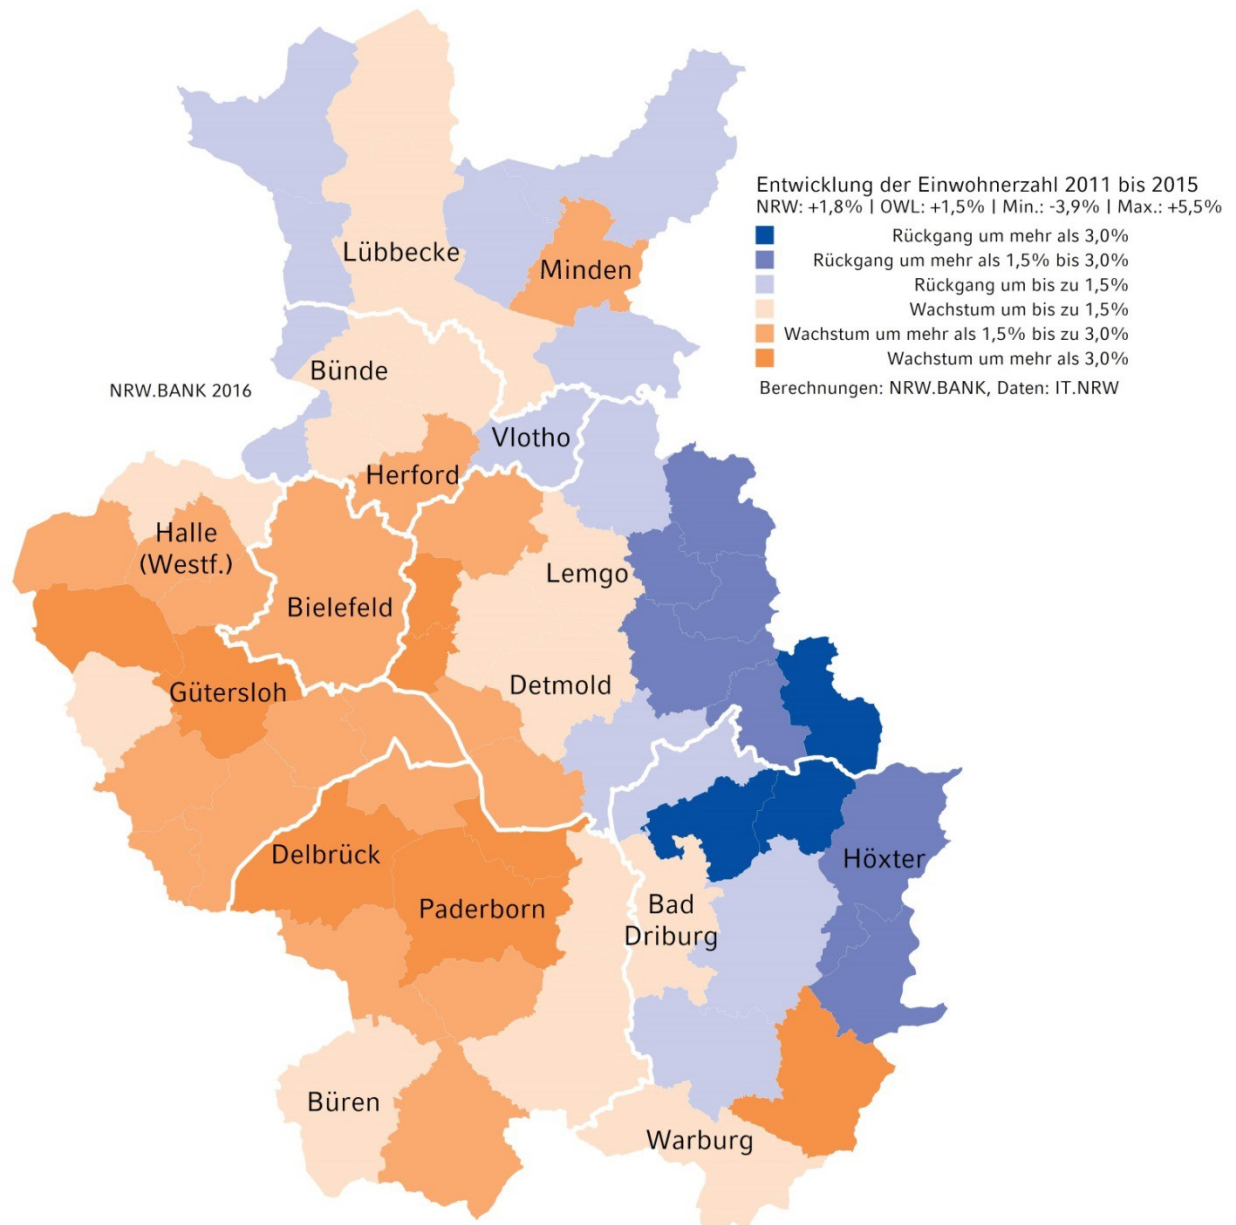 Entwicklung der Einwohnerzahl 2011 bis 2015
NRW: +1,8% | OWL: +1,5% | Min.: -3,9% | Max.: +5,5%
Rückgang um mehr als 3,0%
Rückgang um mehr als 1,5% bis 3,0%
Rückgang um bis zu 1,5%
Wachstum um bis zu 1,5%
Wachstum um mehr als 1,5% bis zu 3,0%
Wachstum um mehr als 3,0%
Berechnungen: NRW.BANK, Daten: IT.NRW
Lübbecke
Minden
Bünde
NRW.BANK 2016
Vlotho
Herford
Halle
(Westf.)
Lemgo
Bielefeld
Detmold
Gütersloh
Delbrück
Höxter
Paderborn
Bad
Driburg
Büren
Warburg